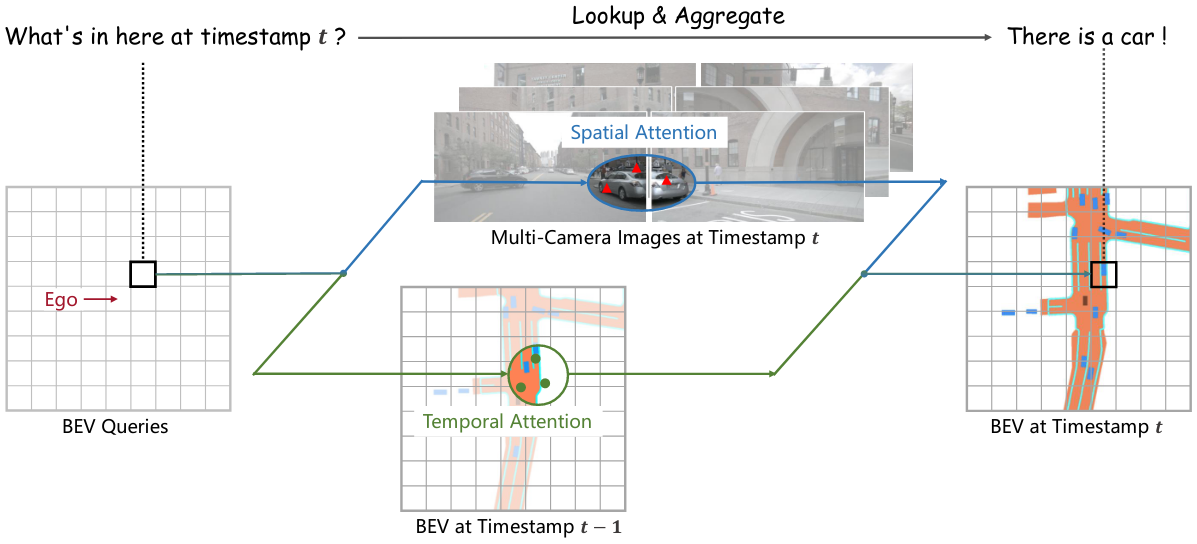 Lookup & Aggregate
What's in here at timestamp t ?
There is a car !
Spatial Attention
Multi-Camera Images at Timestamp t
Ego
BEV Queries
Temporal Attention
BEV at Timestamp t − 1
BEV at Timestamp t